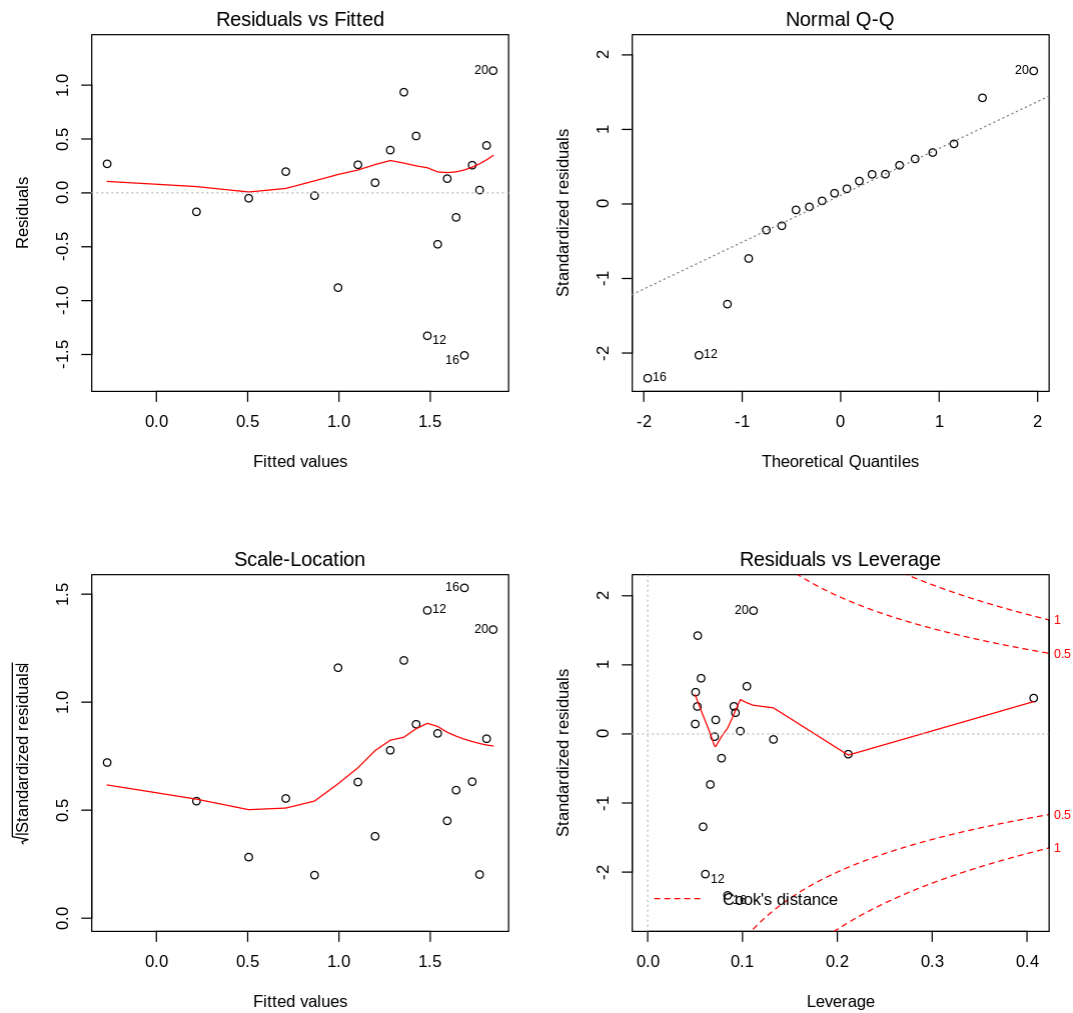 Residuals vs Fitted
Residuals
1.0
0.5
0.0
-0.5
-1.0
-1.5
20
12
16
0.0 0.5 1.0 1.5
Fitted values
Normal Q-Q
Standardized residuals
2
1
0
-1
-2
20
12
16
-2 -1 0 1 2
Theoretical Quantiles
Scale-Location
√|Standardized residuals|
1.5
1.0
0.5
0.0
16
12
20
0.0 0.5 1.0 1.5
Fitted values
Residuals vs Leverage
Standardized residuals
2
1
0
-1
-2
20
1
0.5
0.5
1
12
16
Cook's distance
0.0 0.1 0.2 0.3 0.4
Leverage